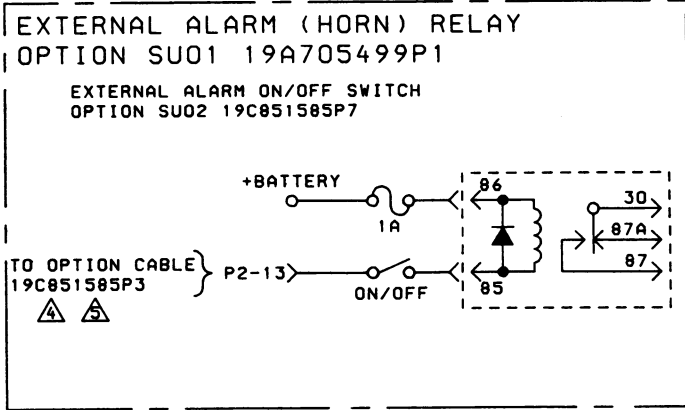 EXTERNAL ALARM (HORN) RELAY
OPTION SU01 19A705499P1
EXTERNAL ALARM ON/OFF SWITCH
OPTION SU02 19C851585P7
+BATTERY
1A
86
30
87A
87
85
TO OPTION CABLE
19C851585P3
P2-13
ON/OFF
4 5